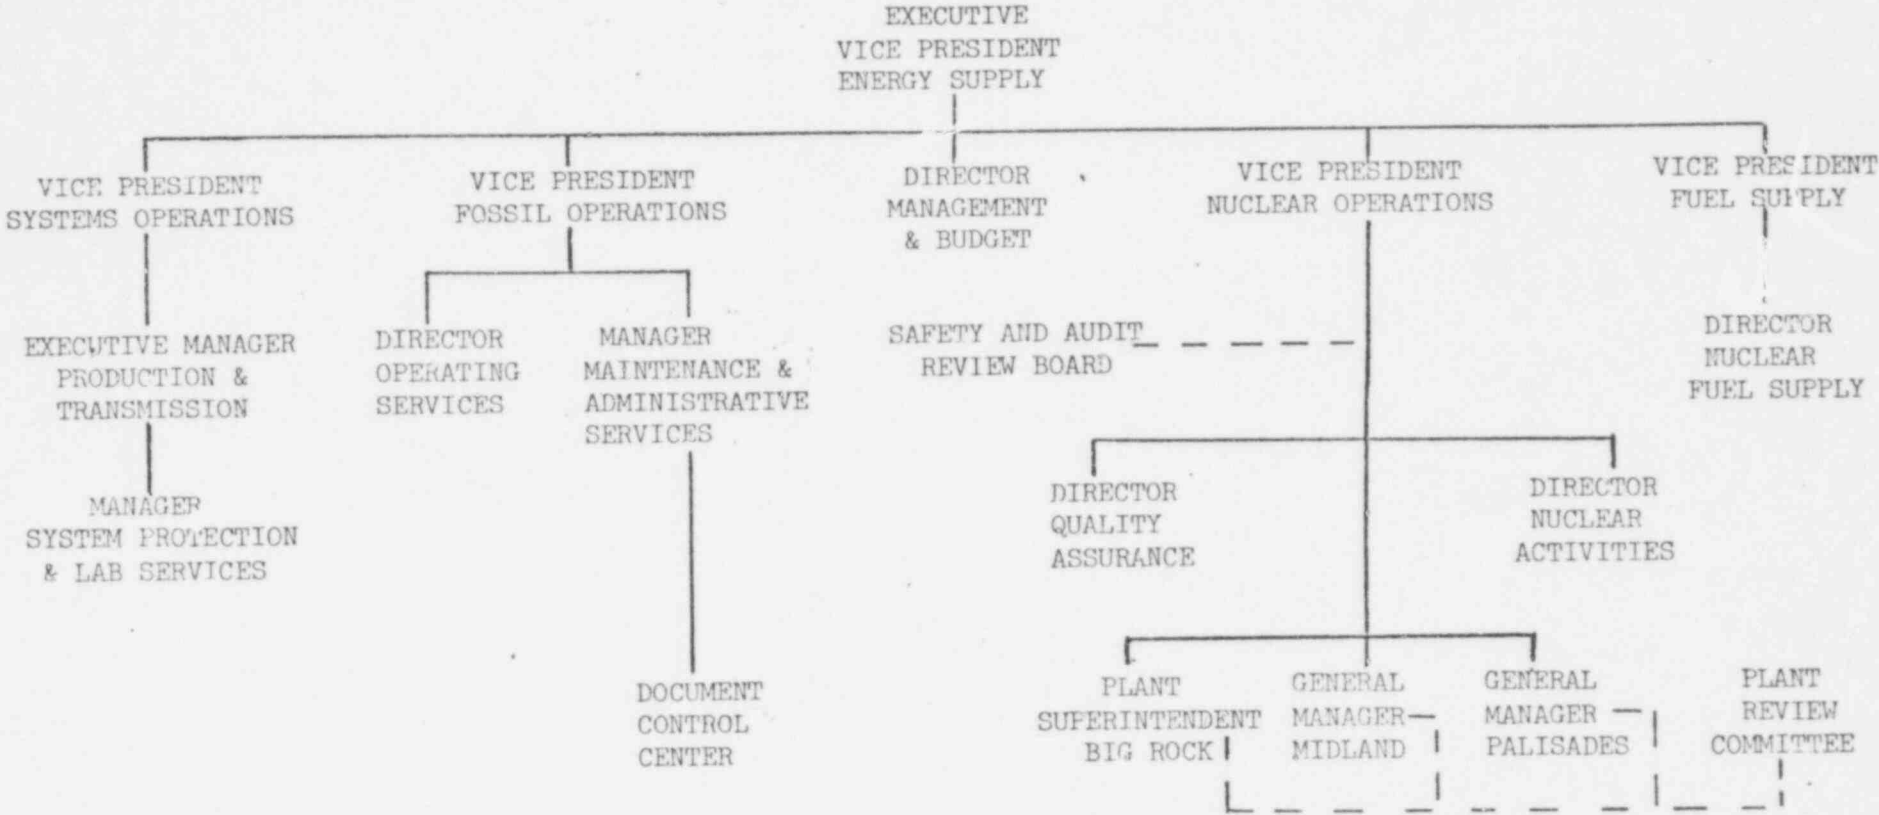 EXECUTIVE
VICE PRESIDENT
ENERGY SUPPLY
VICE PRESIDENT
SYSTEMS OPERATIONS
VICE PRESIDENT
FOSSIL OPERATIONS
DIRECTOR
MANAGEMENT
& BUDGET
VICE PRESIDENT
NUCLEAR OPERATIONS
VICE PRESIDENT
FUEL SUPPLY
EXECUTIVE MANAGER
PRODUCTION &
TRANSMISSION
DIRECTOR
OPERATING
SERVICES
MANAGER
MAINTENANCE &
ADMINISTRATIVE
SERVICES
SAFETY AND AUDIT
REVIEW BOARD
DIRECTOR
NUCLEAR
FUEL SUPPLY
MANAGER
SYSTEM PROTECTION
& LAB SERVICES
DIRECTOR
QUALITY
ASSURANCE
DIRECTOR
NUCLEAR
ACTIVITIES
DOCUMENT
CONTROL
CENTER
PLANT
SUPERINTENDENT
BIG ROCK
GENERAL
MANAGER
MIDLAND
GENERAL
MANAGER
PALISADES
PLANT
REVIEW
COMMITTEE